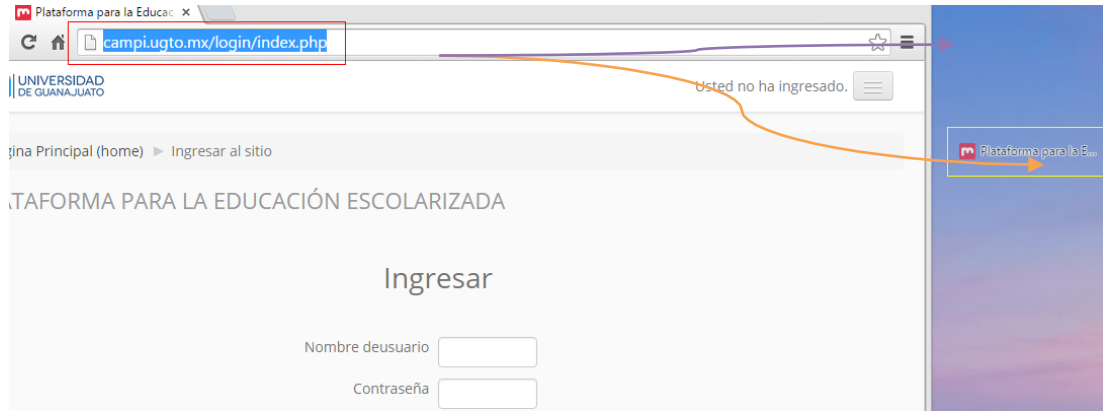 Plataforma para la Educac
campi.ugto.mx/login/index.php
UNIVERSIDAD
DE GUANAJUATO
Usted no ha ingresado.
gina Principal (home) ► Ingresar al sitio
Plataforma para la E...
ATAFORMA PARA LA EDUCACIÓN ESCOLARIZADA
Ingresar
Nombre deusuario
Contraseña